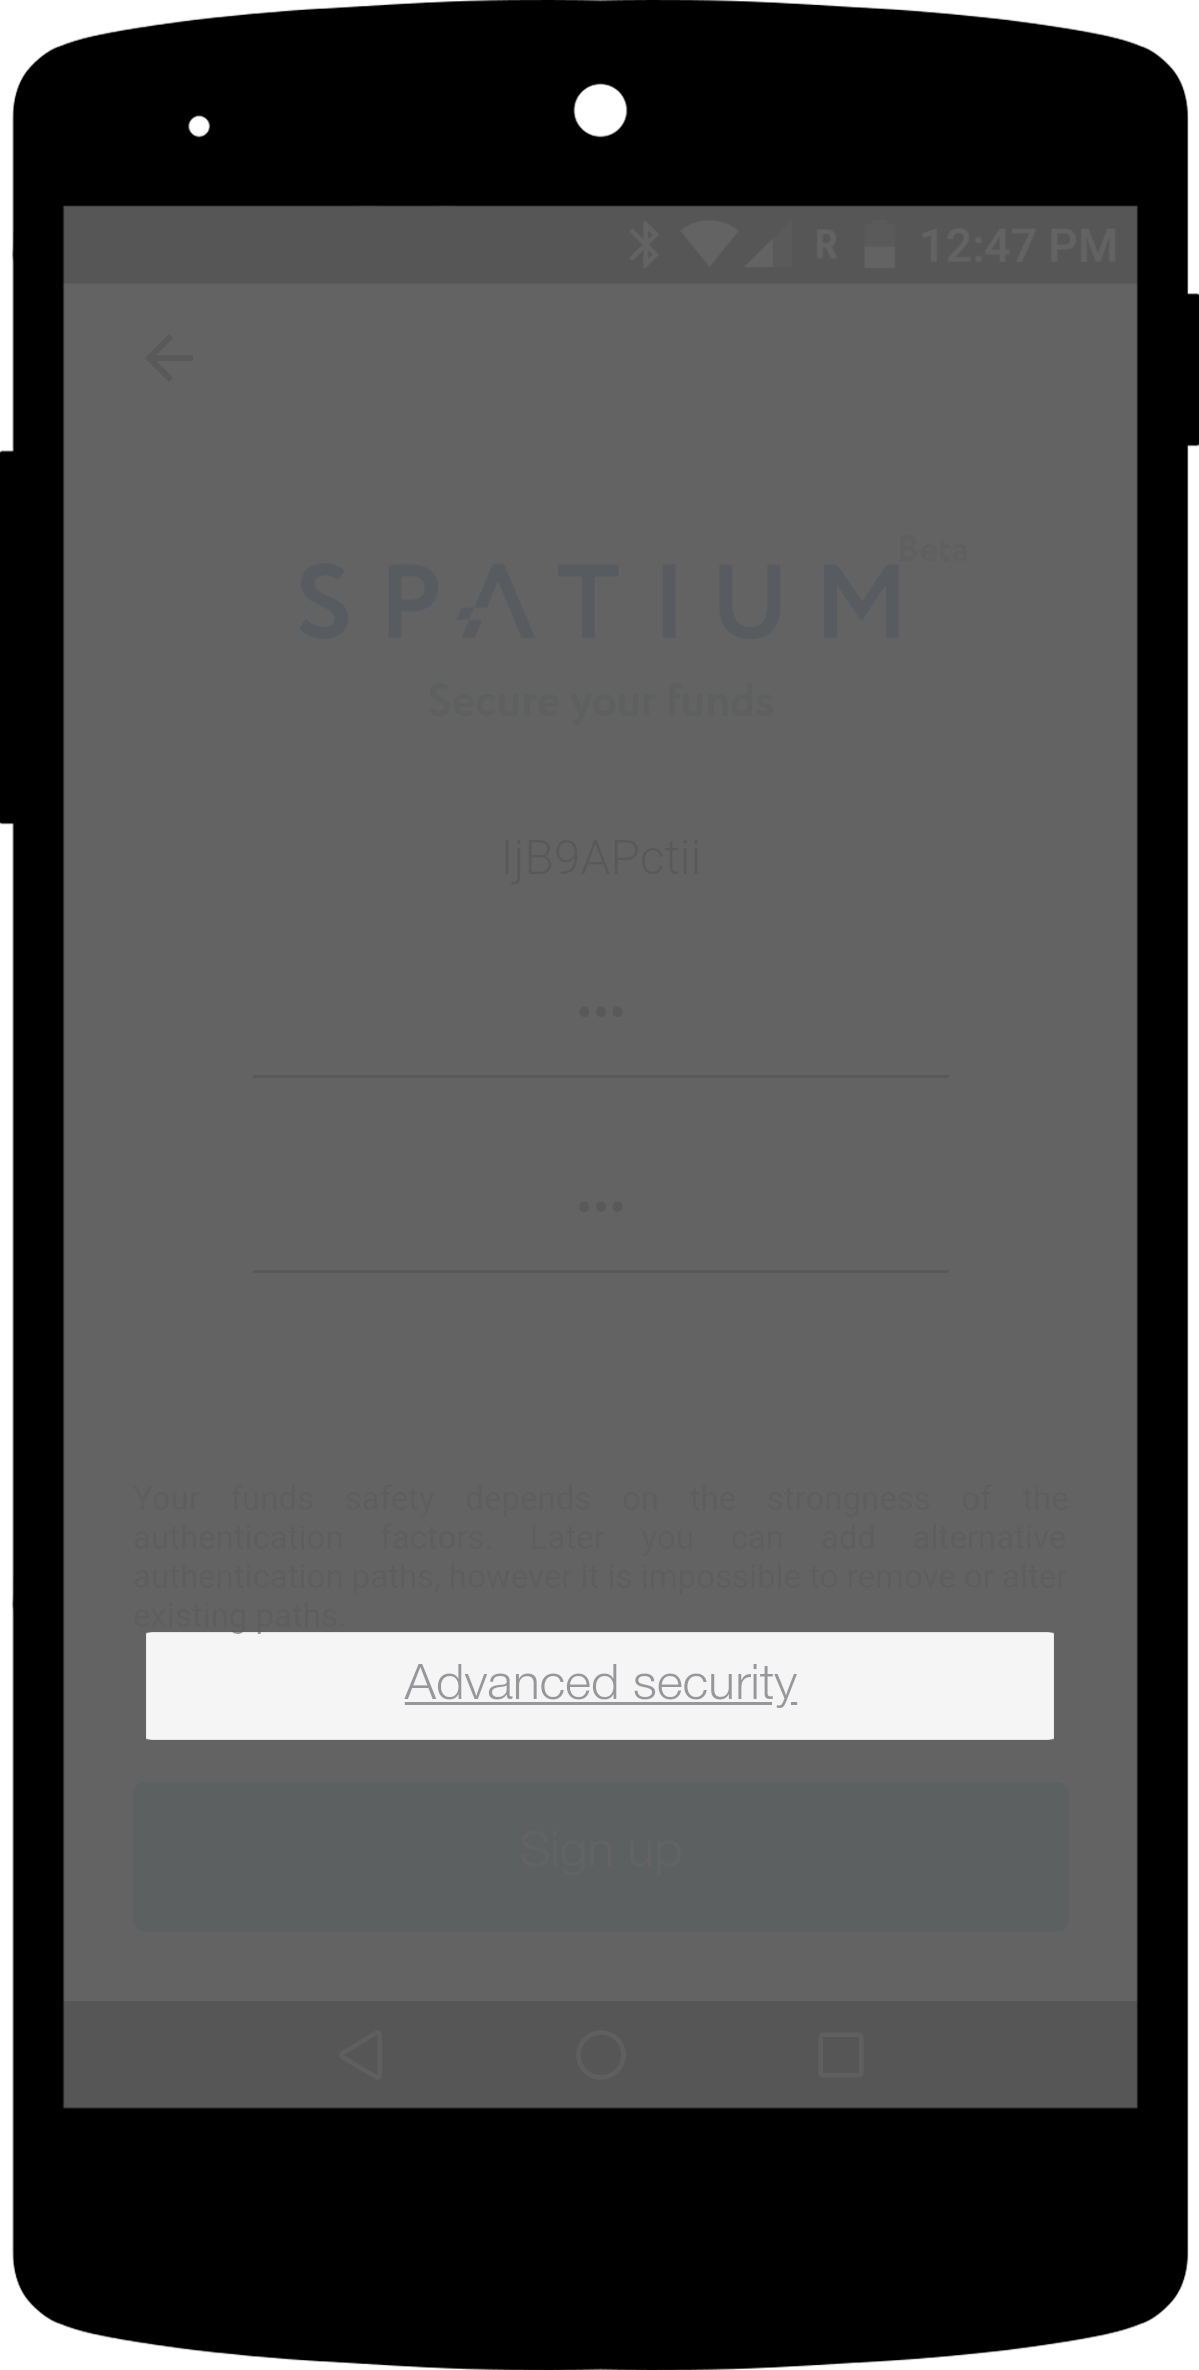 R 12:47 PM
Beta
SPATIUM
Secure your funds
IjB9APctii
Your funds safety depends on the strongness of the
authentication factors. Later you can add alternative
authentication paths, however it is impossible to remove or alter
existing paths.
Advanced security
Sign up